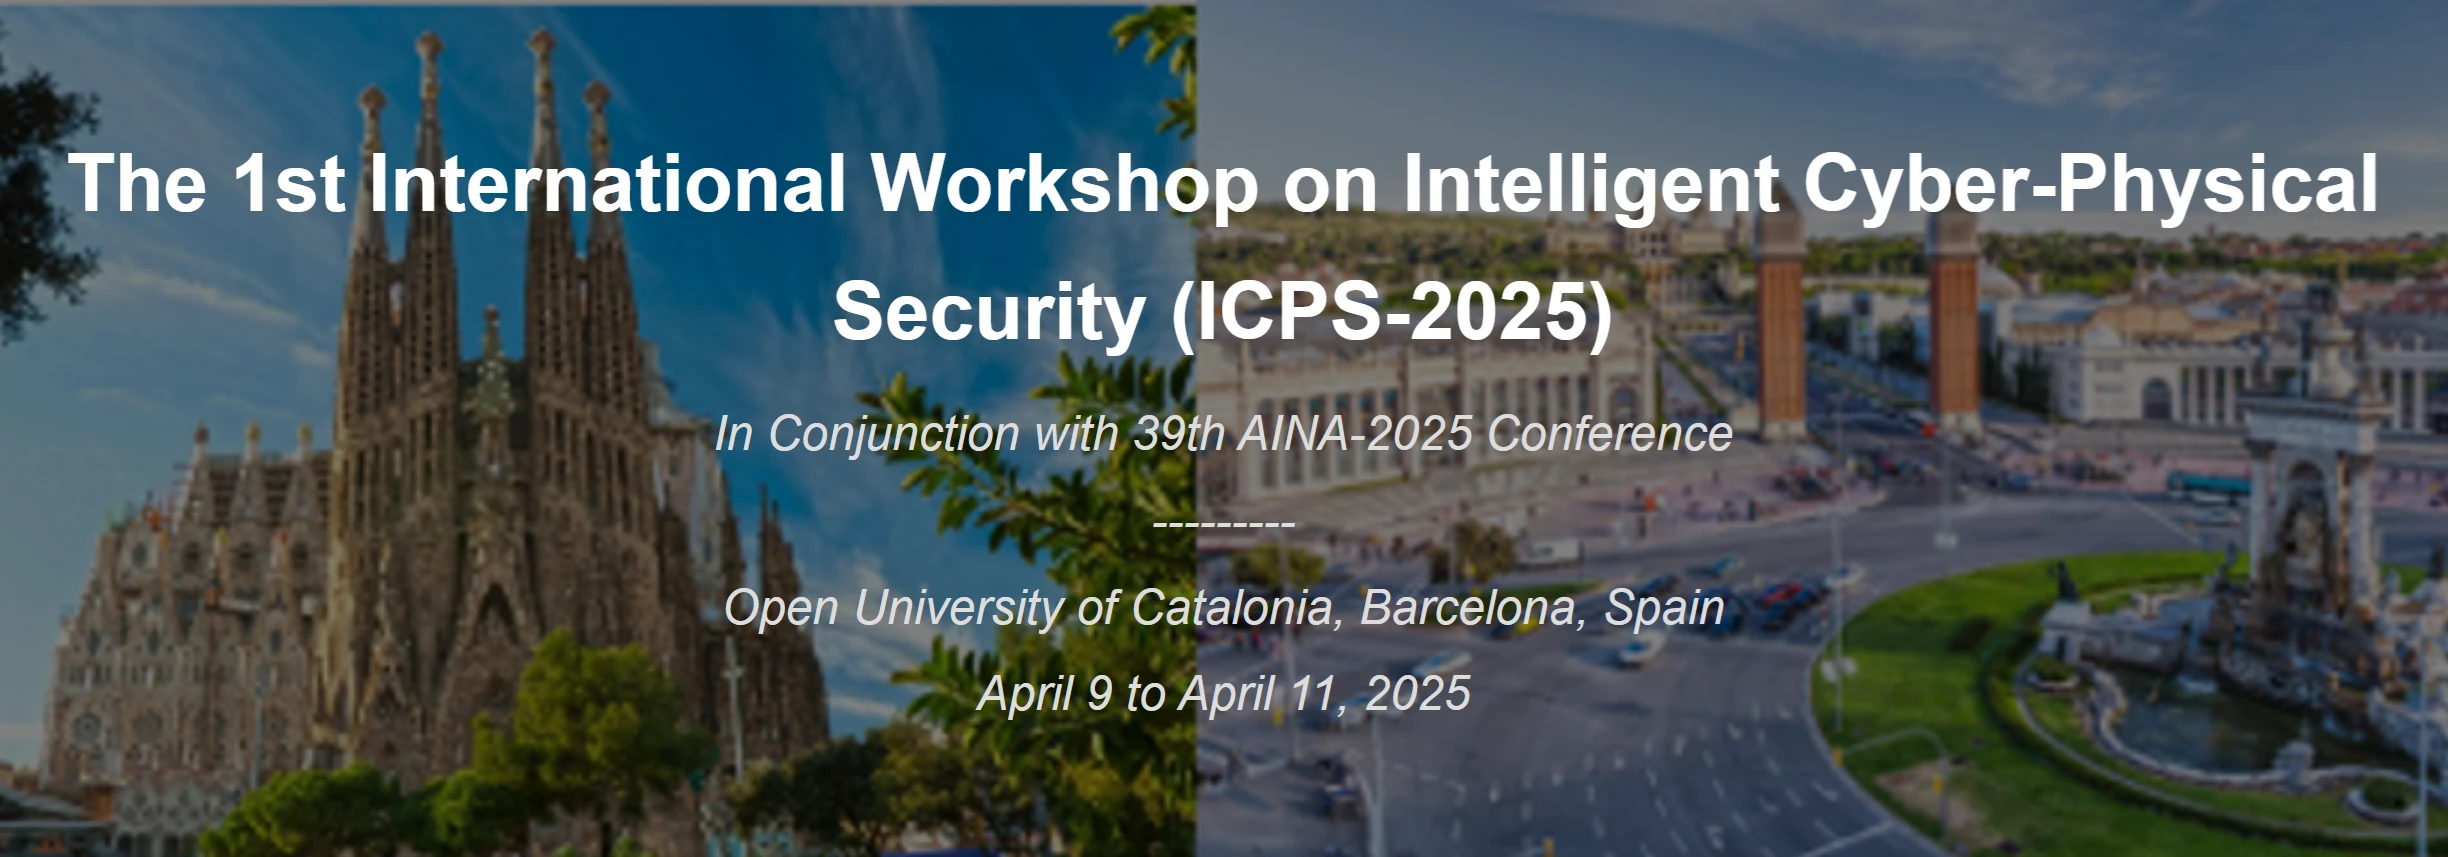 The 1st International Workshop on Intelligent Cyber-Physical
Security (ICPS-2025)
In Conjunction with 39th AINA-2025 Conference
---------
Open University of Catalonia, Barcelona, Spain
April 9 to April 11, 2025